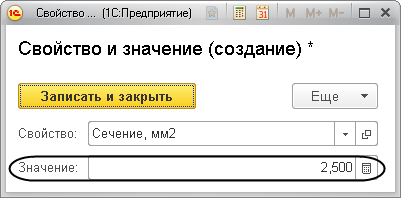 Свойство ... (1С:Предприятие)
M M+ M-
Свойство и значение (создание) *
Записать и закрыть
Еще
Свойство: Сечение, мм2
Значение: 2,500